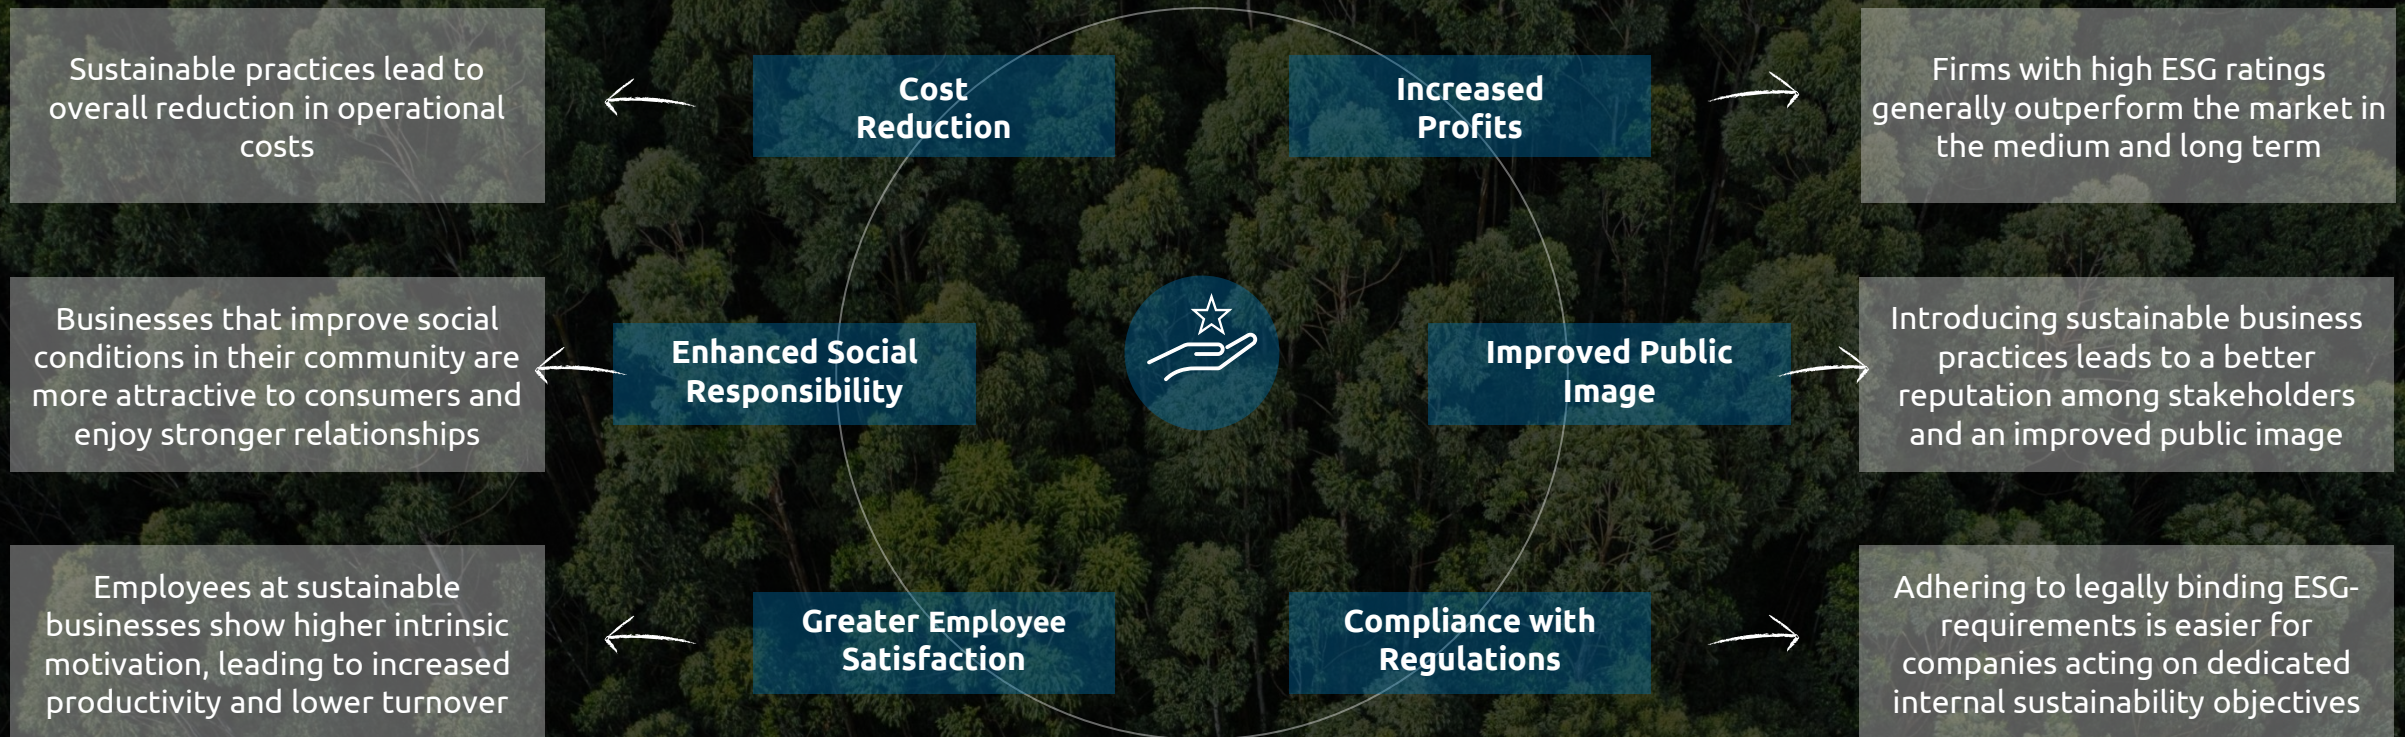 Sustainable practices lead to
overall reduction in operational
costs
Cost
Reduction
Increased
Profits
Firms with high ESG ratings
generally outperform the market in
the medium and long term
Businesses that improve social
conditions in their community are
more attractive to consumers and
enjoy stronger relationships
Enhanced Social
Responsibility
Improved Public
Image
Introducing sustainable business
practices leads to a better
reputation among stakeholders
and an improved public image
Employees at sustainable
businesses show higher intrinsic
motivation, leading to increased
productivity and lower turnover
Greater Employee
Satisfaction
Compliance with
Regulations
Adhering to legally binding ESG-
requirements is easier for
companies acting on dedicated
internal sustainability objectives